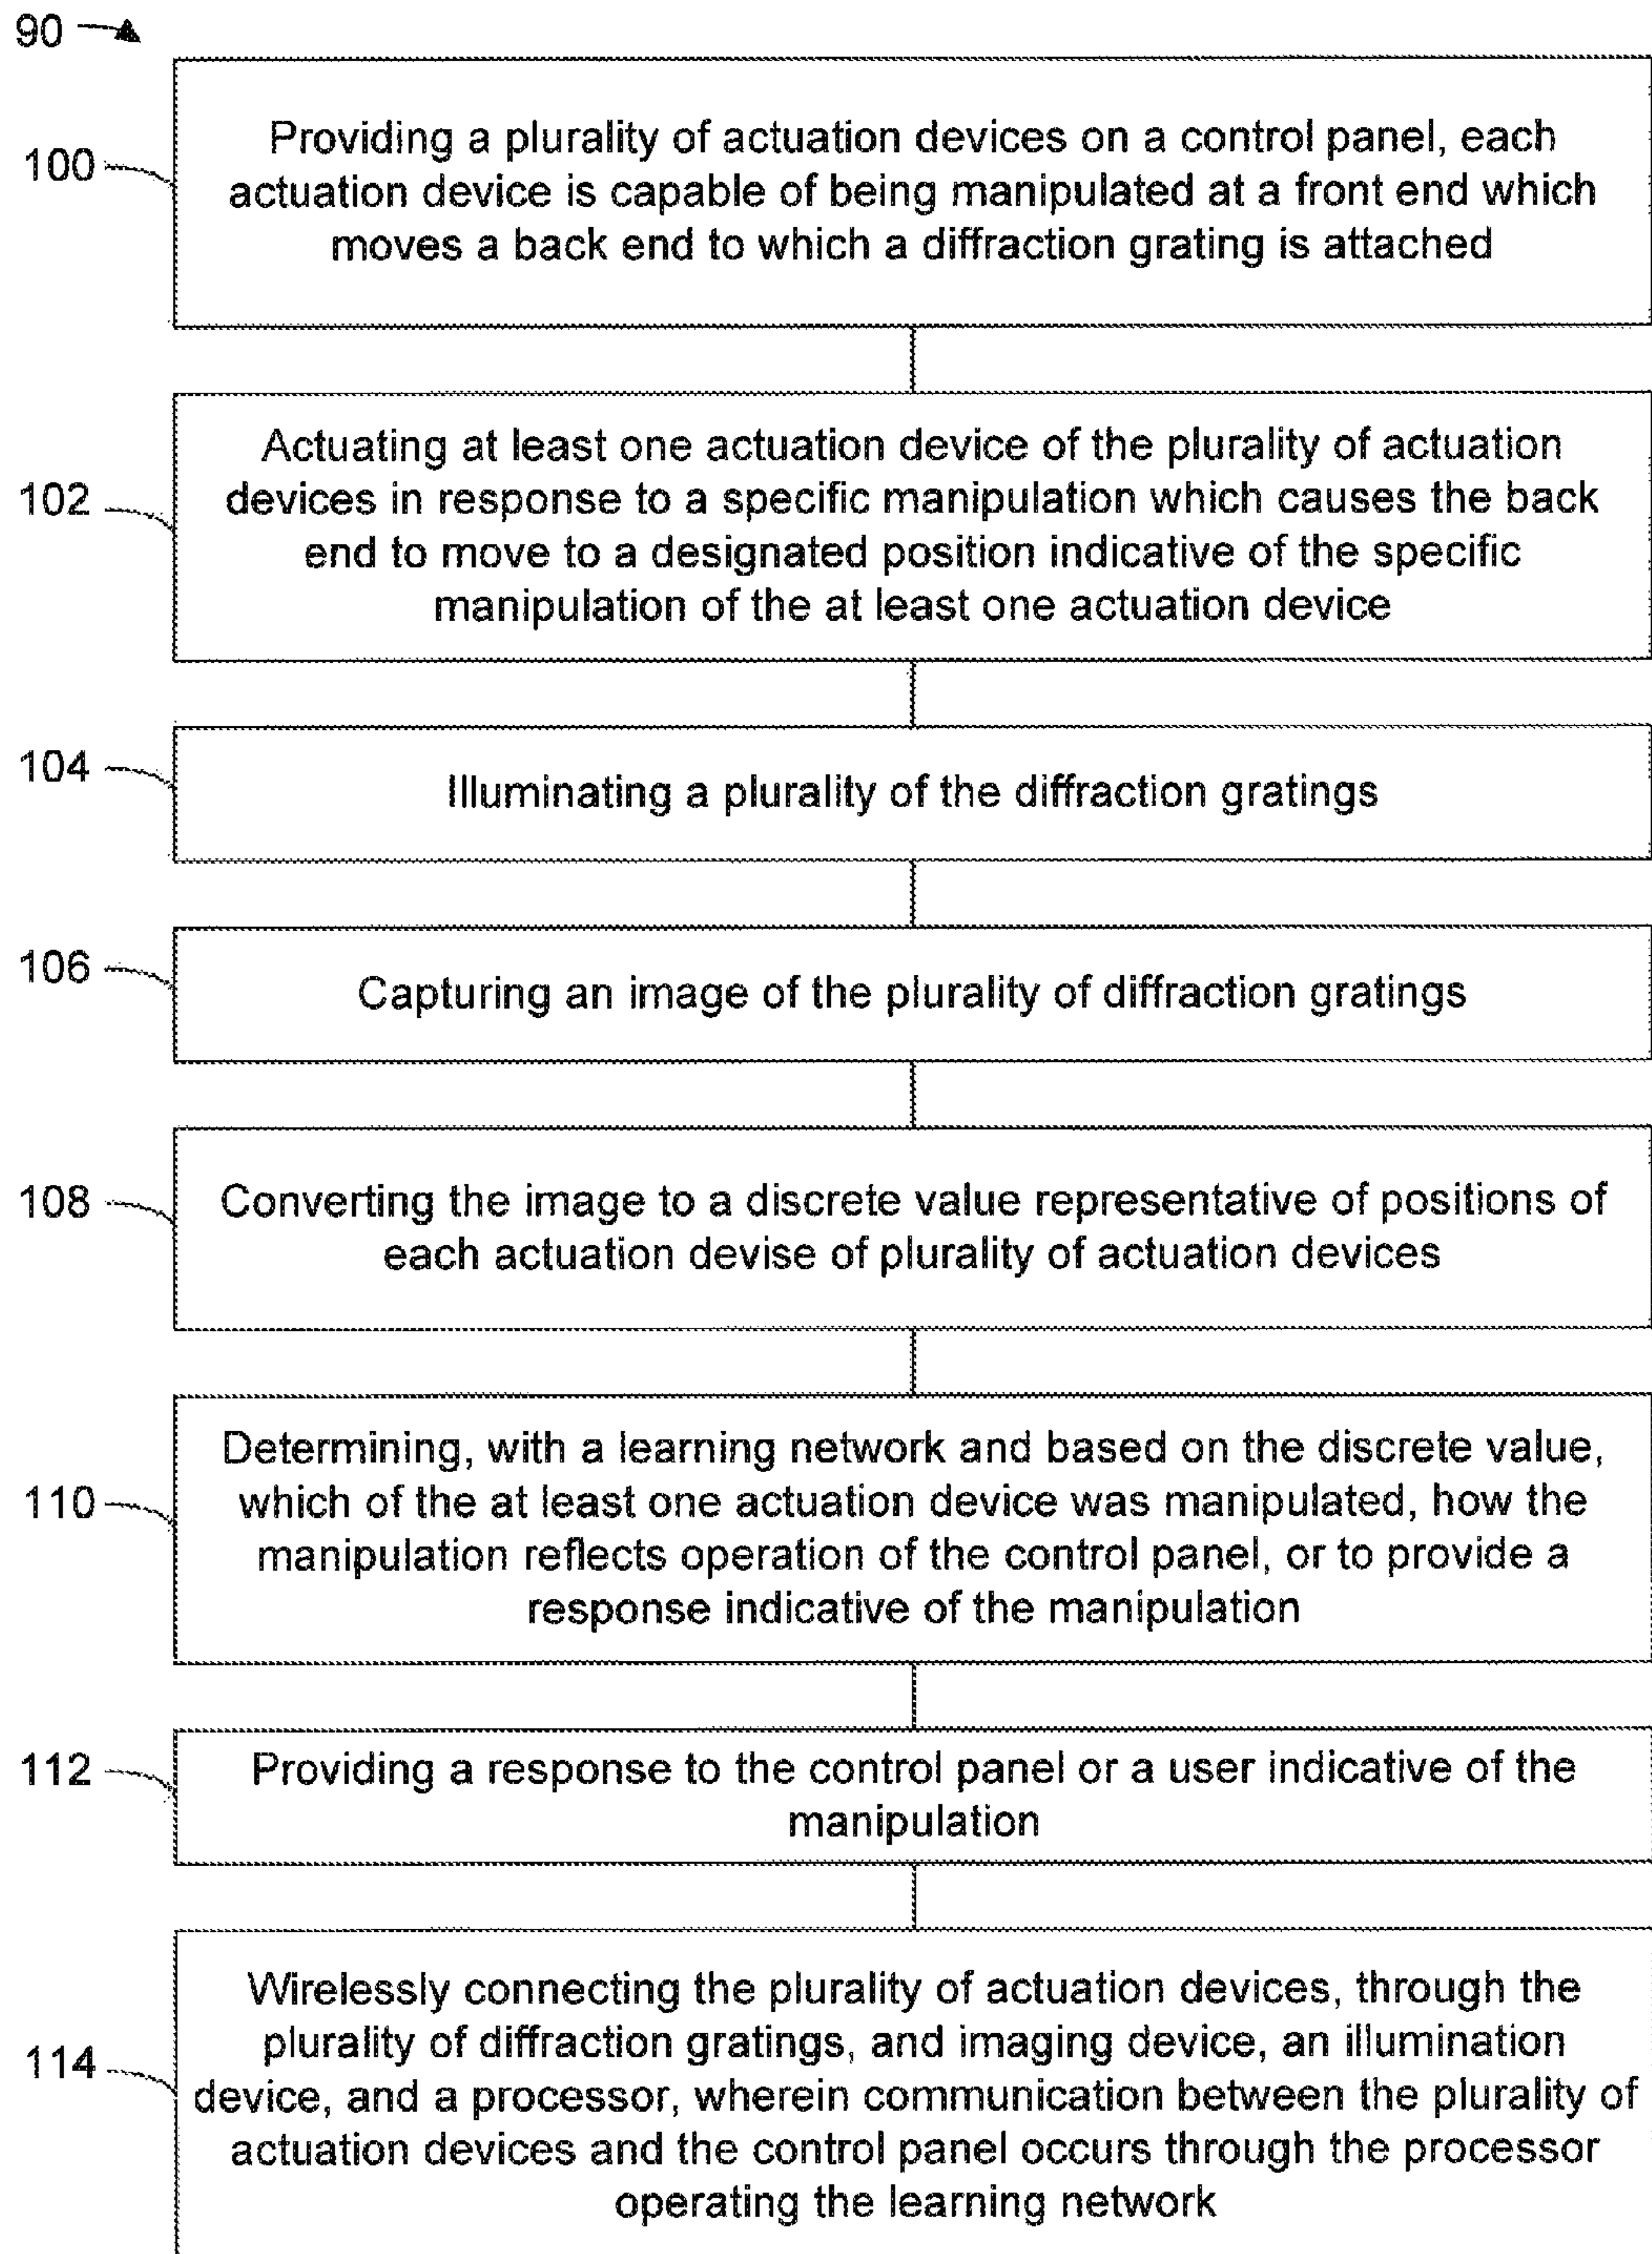 90
100
Providing a plurality of actuation devices on a control panel, each
actuation device is capable of being manipulated at a front end which
moves a back end to which a diffraction grating is attached
102
Actuating at least one actuation device of the plurality of actuation
devices in response to a specific manipulation which causes the back
end to move to a designated position indicative of the specific
manipulation of the at least one actuation device
104
Illuminating a plurality of the diffraction gratings
106
Capturing an image of the plurality of diffraction gratings
108
Converting the image to a discrete value representative of positions of
each actuation devise of plurality of actuation devices
110
Determining, with a learning network and based on the discrete value,
which of the at least one actuation device was manipulated, how the
manipulation reflects operation of the control panel, or to provide a
response indicative of the manipulation
112
Providing a response to the control panel or a user indicative of the
manipulation
114
Wirelessly connecting the plurality of actuation devices, through the
plurality of diffraction gratings, and imaging device, an illumination
device, and a processor, wherein communication between the plurality of
actuation devices and the control panel occurs through the processor
operating the learning network